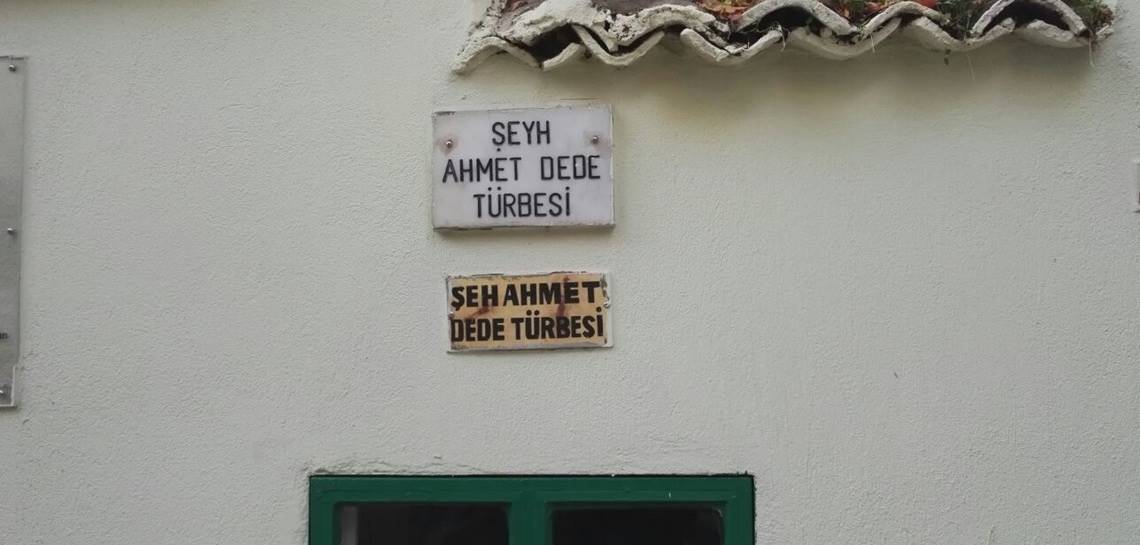 ŞEYH
AHMET DEDE
TÜRBESİ
ŞEH AHMET
DEDE TÜRBESİ